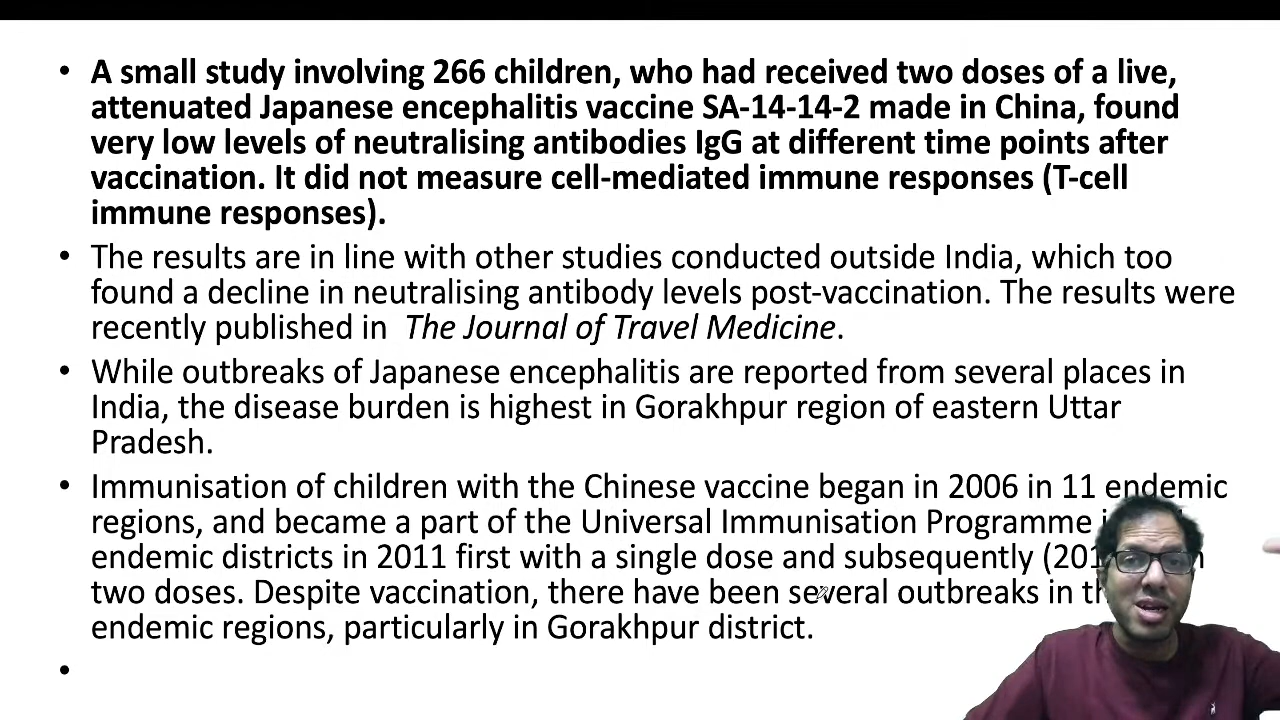 • A small study involving 266 children, who had received two doses of a live,
attenuated Japanese encephalitis vaccine SA-14-14-2 made in China, found
very low levels of neutralising antibodies IgG at different time points after
vaccination. It did not measure cell-mediated immune responses (T-cell
immune responses).
• The results are in line with other studies conducted outside India, which too
found a decline in neutralising antibody levels post-vaccination. The results were
recently published in The Journal of Travel Medicine.
• While outbreaks of Japanese encephalitis are reported from several places in
India, the disease burden is highest in Gorakhpur region of eastern Uttar
Pradesh.
• Immunisation of children with the Chinese vaccine began in 2006 in 11 endemic
regions, and became a part of the Universal Immunisation Programme
endemic districts in 2011 first with a single dose and subsequently
two doses. Despite vaccination, there have been several outbreaks in
endemic regions, particularly in Gorakhpur district.
•